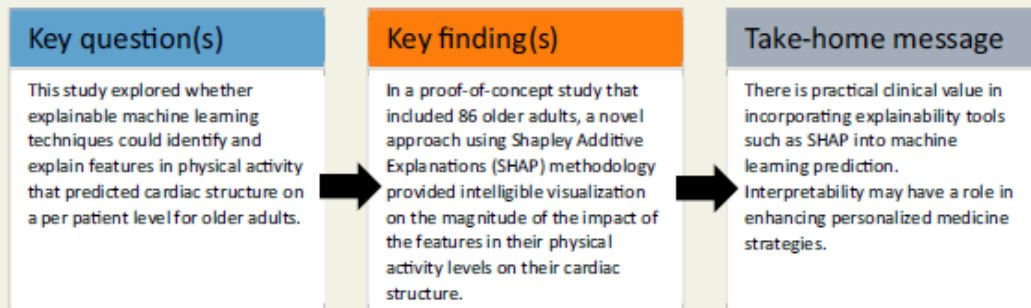 Key question(s)
This study explored whether
explainable machine learning
techniques could identify and
explain features in physical activity
that predicted cardiac structure on
a per patient level for older adults.
Key finding(s)
In a proof-of-concept study that
included 86 older adults, a novel
approach using Shapley Additive
Explanations (SHAP) methodology
provided intelligible visualization
on the magnitude of the impact of
the features in their physical
activity levels on their cardiac
structure.
Take-home message
There is practical clinical value in
incorporating explainability tools
such as SHAP into machine
learning prediction.
Interpretability may have a role in
enhancing personalized medicine
strategies.